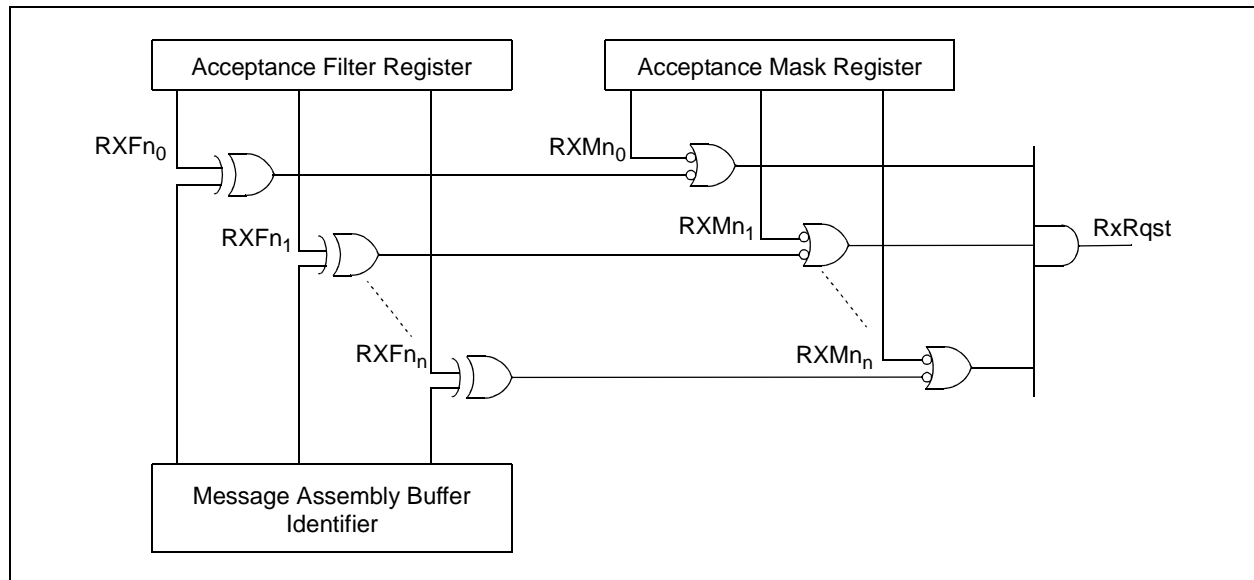 Acceptance Filter Register
Acceptance Mask Register
RXFn0
RXMn0
RXFn1
RXMn1
RxRqst
RXFnn
RXMnn
Message Assembly Buffer
Identifier